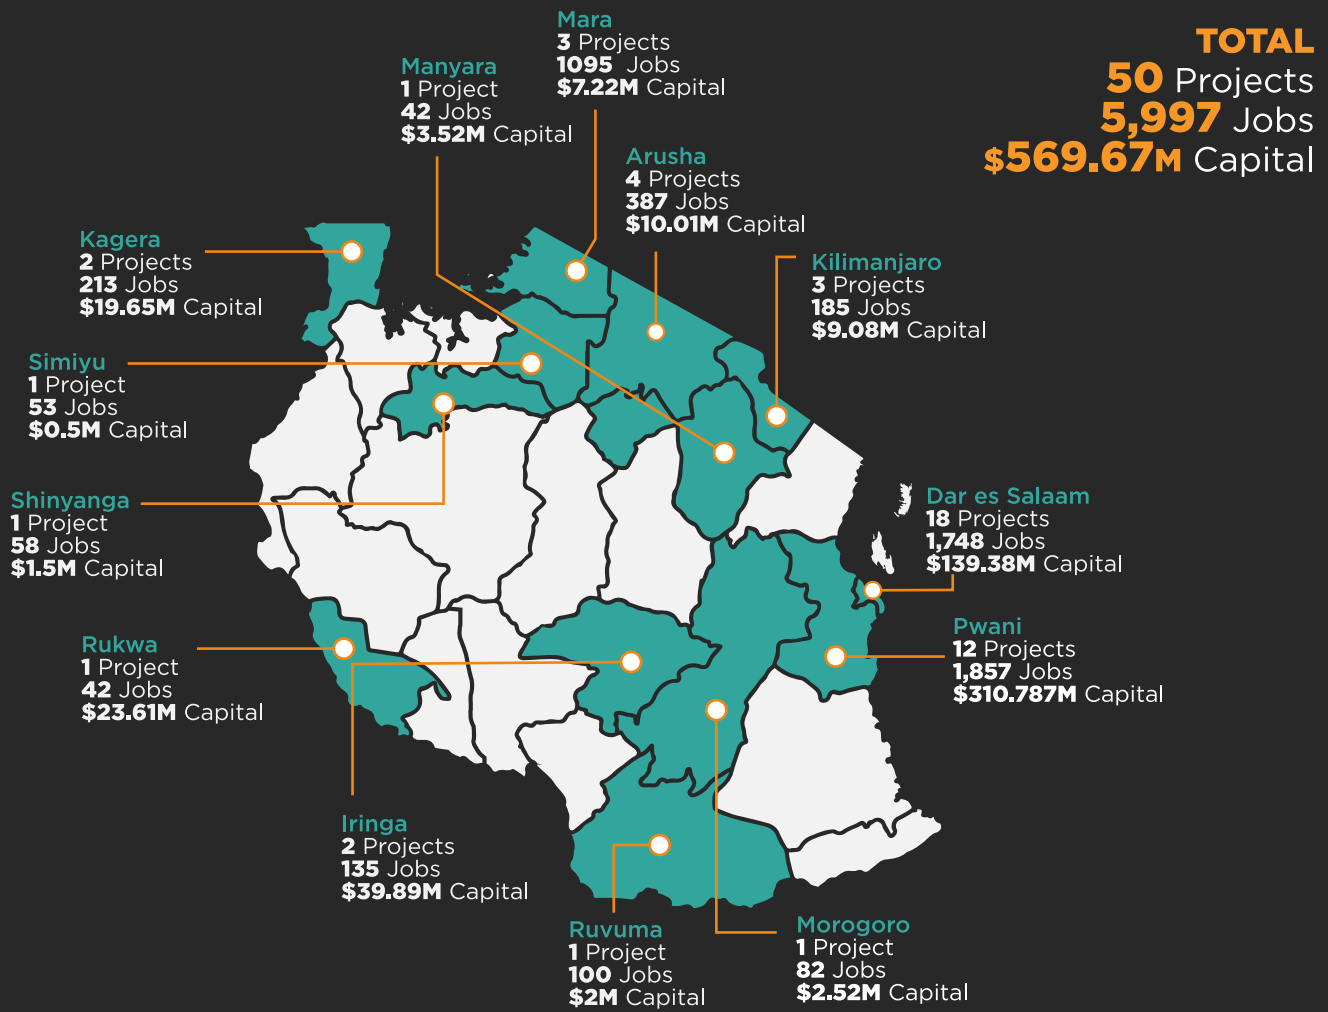 Mara
3 Projects
1095 Jobs
$7.22M Capital
TOTAL
50 Projects
5,997 Jobs
$569.67M Capital
Manyara
1 Project
42 Jobs
$3.52M Capital
Arusha
4 Projects
387 Jobs
$10.01M Capital
Kagera
2 Projects
213 Jobs
$19.65M Capital
Kilimanjaro
3 Projects
185 Jobs
$9.08M Capital
Simiyu
1 Project
53 Jobs
$0.5M Capital
Shinyanga
1 Project
58 Jobs
$1.5M Capital
Dar es Salaam
18 Projects
1,748 Jobs
$139.38M Capital
Rukwa
1 Project
42 Jobs
$23.61M Capital
Pwani
12 Projects
1,857 Jobs
$310.787M Capital
Iringa
2 Projects
135 Jobs
$39.89M Capital
Ruvuma
1 Project
100 Jobs
$2M Capital
Morogoro
1 Project
82 Jobs
$2.52M Capital